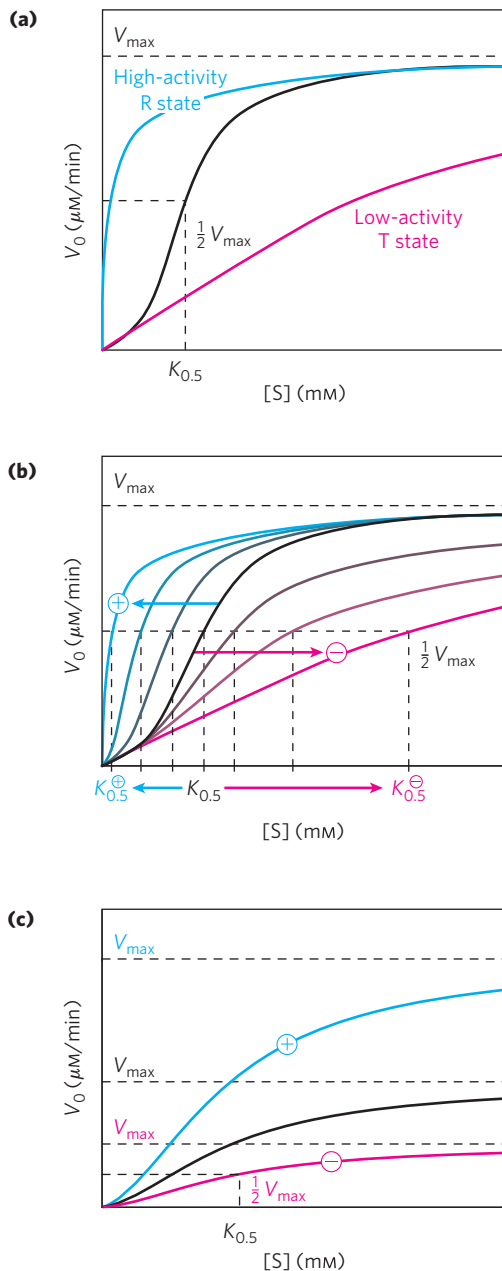 (a)
Vmax
High-activity
R state
V0 (μM/min)
½ Vmax
Low-activity
T state
K0.5
[S] (mM)
(b)
Vmax
+
V0 (μM/min)
−
½ Vmax
K0.5⊕
K0.5
K0.5⊖
[S] (mM)
(c)
Vmax
+
V0 (μM/min)
Vmax
Vmax
−
½ Vmax
K0.5
[S] (mM)